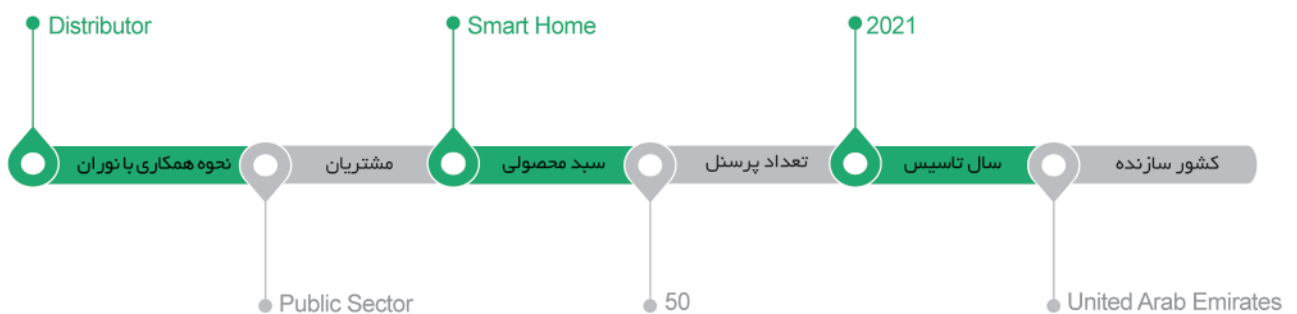 Distributor
Smart Home
2021
کشور سازنده
سال تاسیس
تعداد پرسنل
سبد محصولی
مشتریان
نحوه همکاری با نوران
Public Sector
50
United Arab Emirates